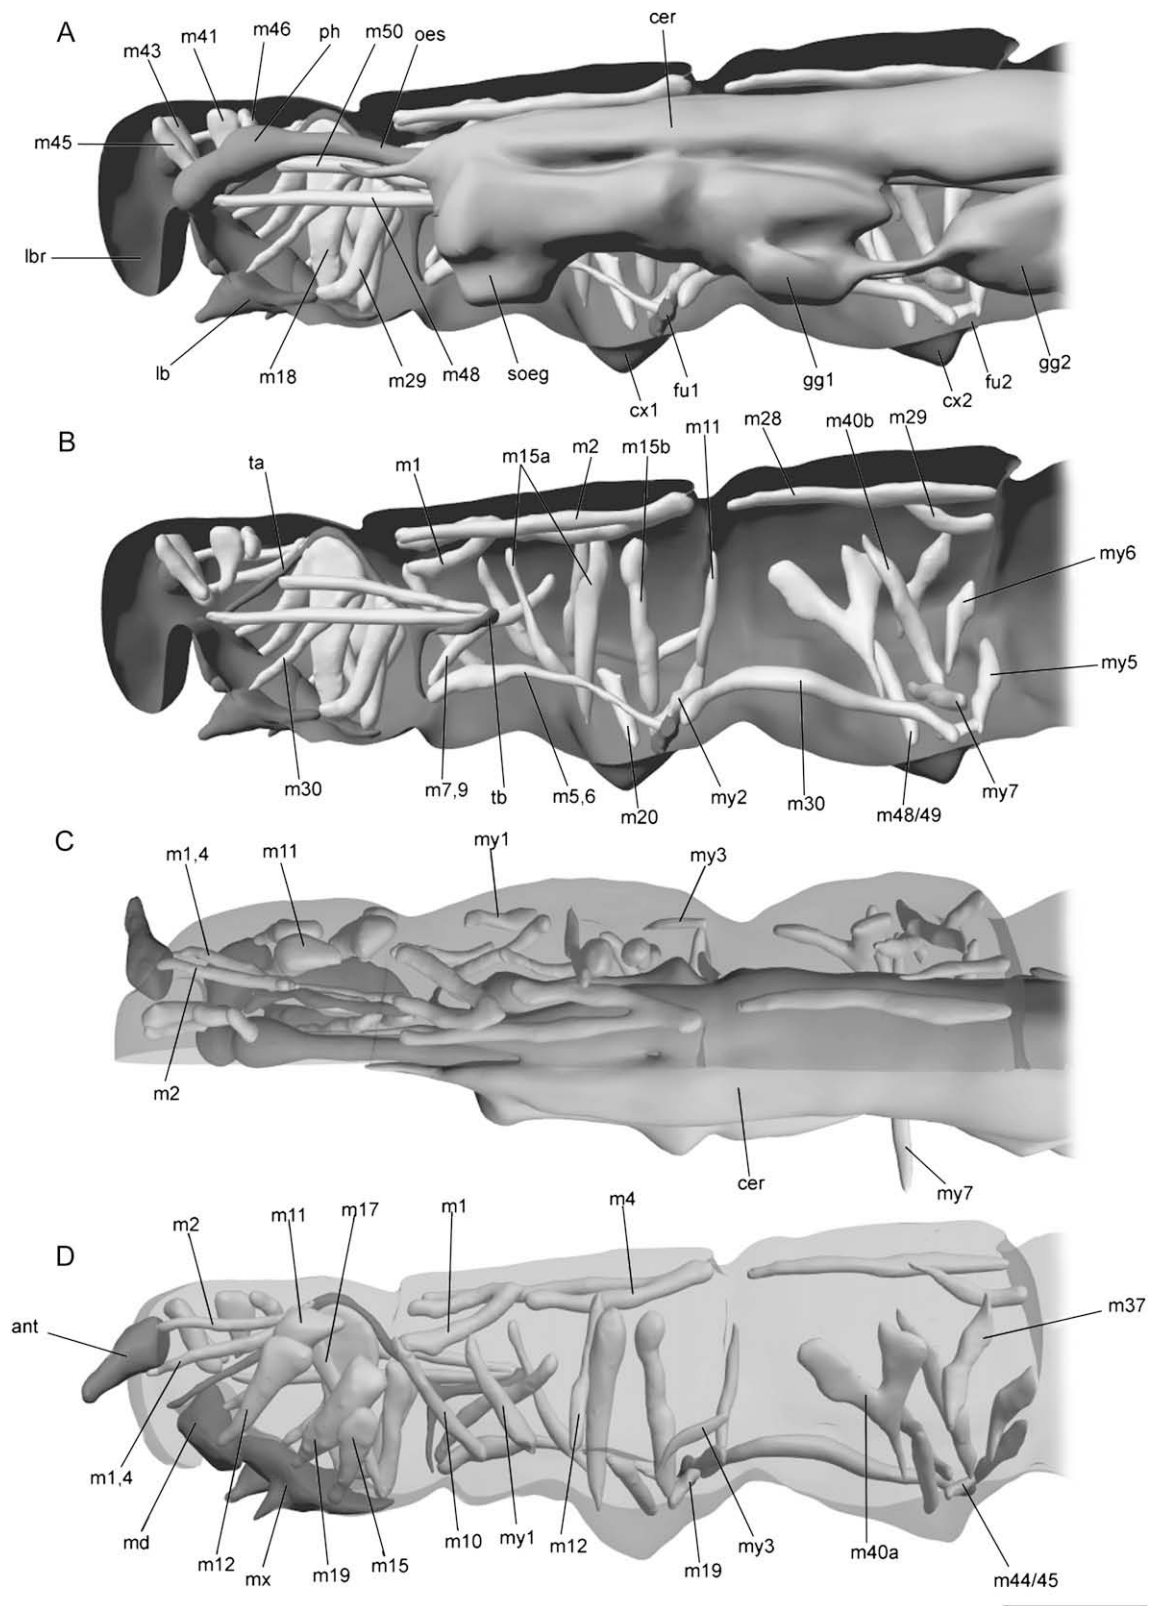 A
m43
m41
m46
ph
m50
oes
cer
m45
lbr
lb
m18
m29
m48
soeg
cx1
fu1
gg1
cx2
fu2
gg2
B
ta
m1
m15a
m2
m15b
m11
m28
m40b
m29
my6
my5
m30
m7,9
tb
m5,6
m20
my2
m30
m48/49
my7
C
m1,4
m11
my1
my3
m2
cer
my7
D
m2
m11
m17
m1
m4
ant
m37
m1,4
md
m12
mx
m19
m15
m10
my1
m12
m19
my3
m40a
m44/45